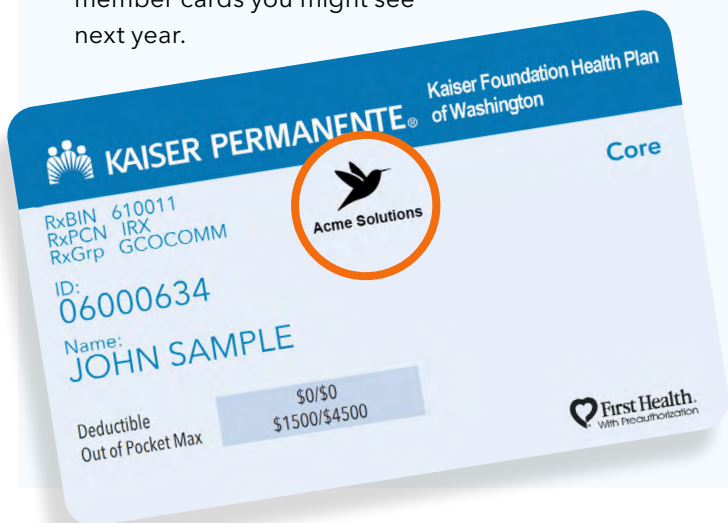 member cards you might see
next year.
KAISER PERMANENTE®
Kaiser Foundation Health Plan
of Washington
Core
Acme Solutions
RxBIN 610011
RxPCN IRX
RxGrp GCOCOMM
ID:
06000634
Name:
JOHN SAMPLE
Deductible $0/$0
Out of Pocket Max $1500/$4500
First Health.
With Preauthorization